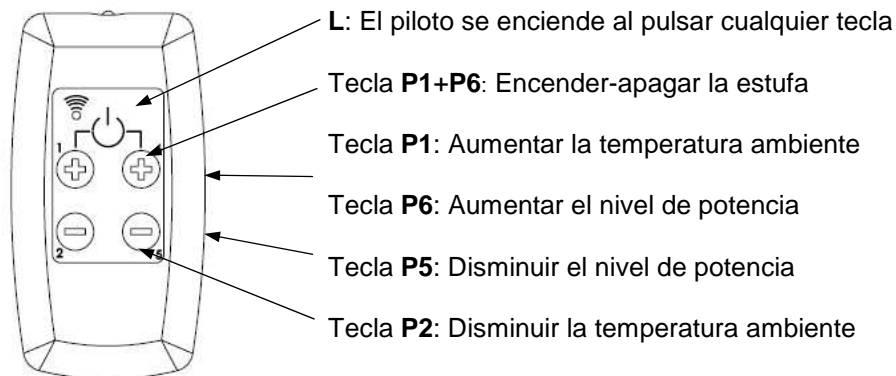 L: El piloto se enciende al pulsar cualquier tecla
Tecla P1+P6: Encender-apagar la estufa
1
Tecla P1: Aumentar la temperatura ambiente
Tecla P6: Aumentar el nivel de potencia
2 5
Tecla P5: Disminuir el nivel de potencia
Tecla P2: Disminuir la temperatura ambiente